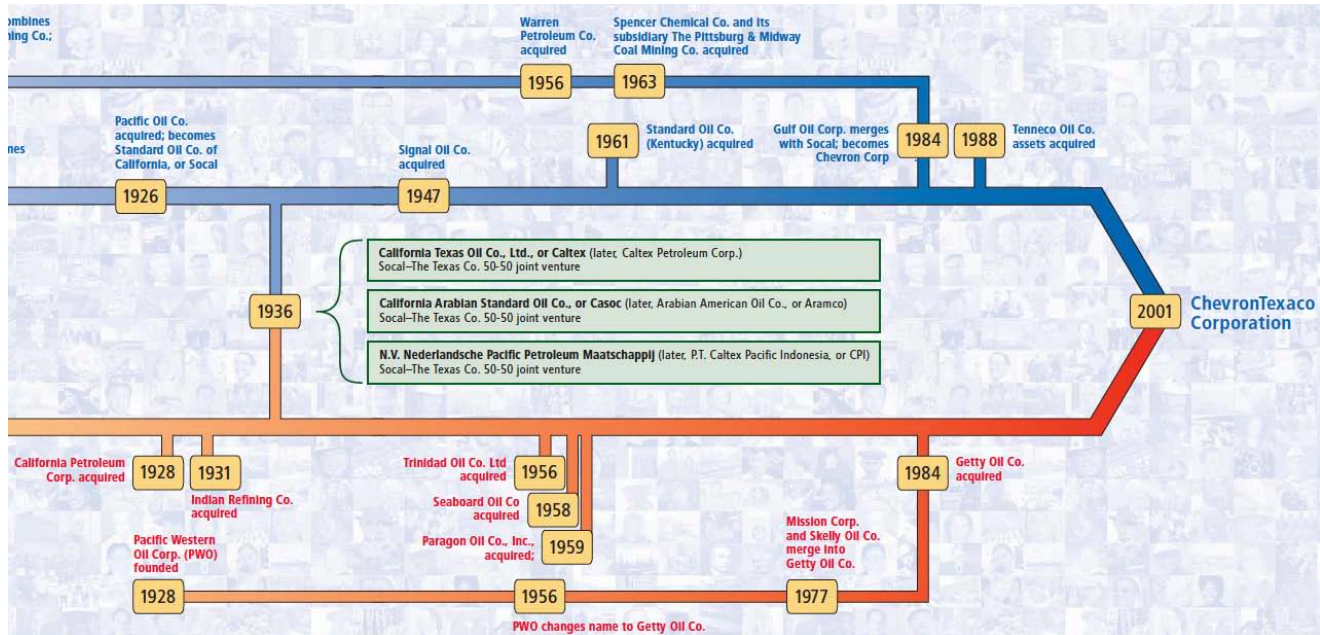 ombines
ing Co.;
Warren
Petroleum Co.
acquired
Spencer Chemical Co. and its
subsidiary The Pittsburg & Midway
Coal Mining Co. acquired
1956
1963
nes
Pacific Oil Co.
acquired; becomes
Standard Oil Co. of
California, or Socal
1926
Signal Oil Co.
acquired
1947
1961
Standard Oil Co.
(Kentucky) acquired
Gulf Oil Corp. merges
with Socal; becomes
Chevron Corp
1984
1988
Tenneco Oil Co.
assets acquired
1936
California Texas Oil Co., Ltd., or Caltex (later, Caltex Petroleum Corp.)
Socal–The Texas Co. 50-50 joint venture
California Arabian Standard Oil Co., or Casoc (later, Arabian American Oil Co., or Aramco)
Socal–The Texas Co. 50-50 joint venture
N.V. Nederlandsche Pacific Petroleum Maatschappij (later, P.T. Caltex Pacific Indonesia, or CPI)
Socal–The Texas Co. 50-50 joint venture
2001
ChevronTexaco
Corporation
California Petroleum
Corp. acquired
1928
1931
Indian Refining Co.
acquired
Trinidad Oil Co. Ltd
acquired
1956
Seaboard Oil Co
acquired
1958
Paragon Oil Co., Inc.,
acquired;
1959
1984
Getty Oil Co.
acquired
Pacific Western
Oil Corp. (PWO)
founded
1928
1956
PWO changes name to Getty Oil Co.
Mission Corp.
and Skelly Oil Co.
merge into
Getty Oil Co.
1977